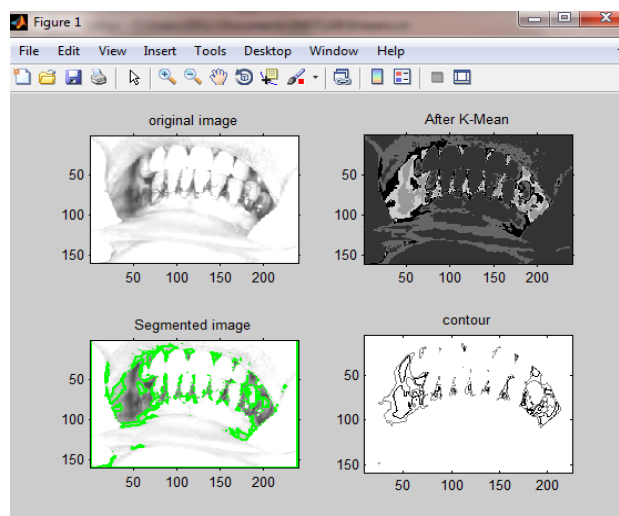 Figure 1
File Edit View Insert Tools Desktop Window Help
original image
50
100
150
50 100 150 200
After K-Mean
50
100
150
50 100 150 200
Segmented image
50
100
150
50 100 150 200
contour
50
100
150
50 100 150 200